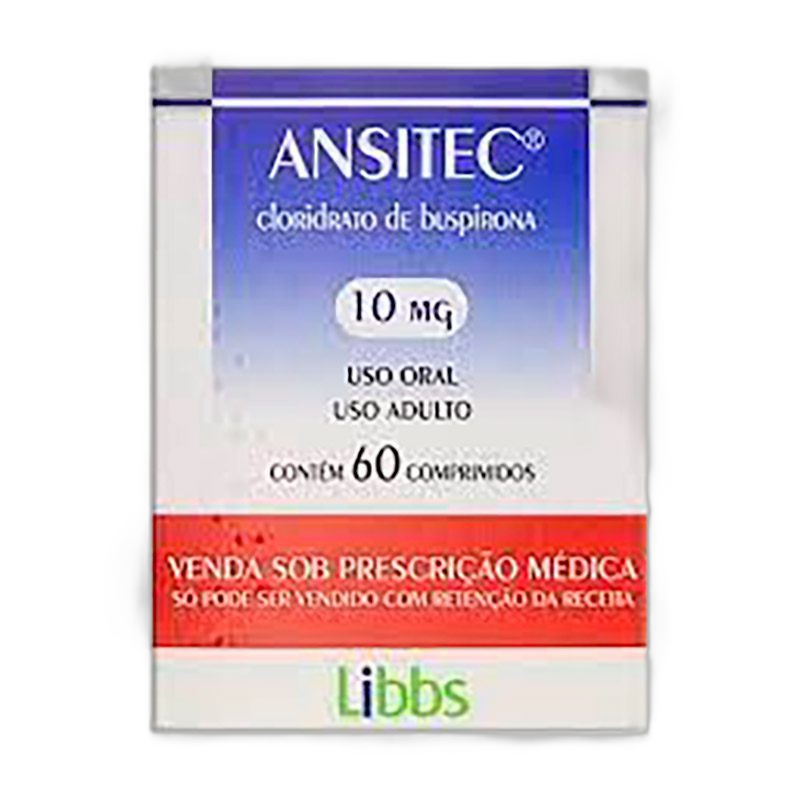 ANSITEC®
cloridrato de buspirona
10 mg
USO ORAL
USO ADULTO
CONTÉM 60 COMPRIMIDOS
VENDA SOB PRESCRIÇÃO MÉDICA
SÓ PODE SER VENDIDO COM RETENÇÃO DA RECEITA
Libbs